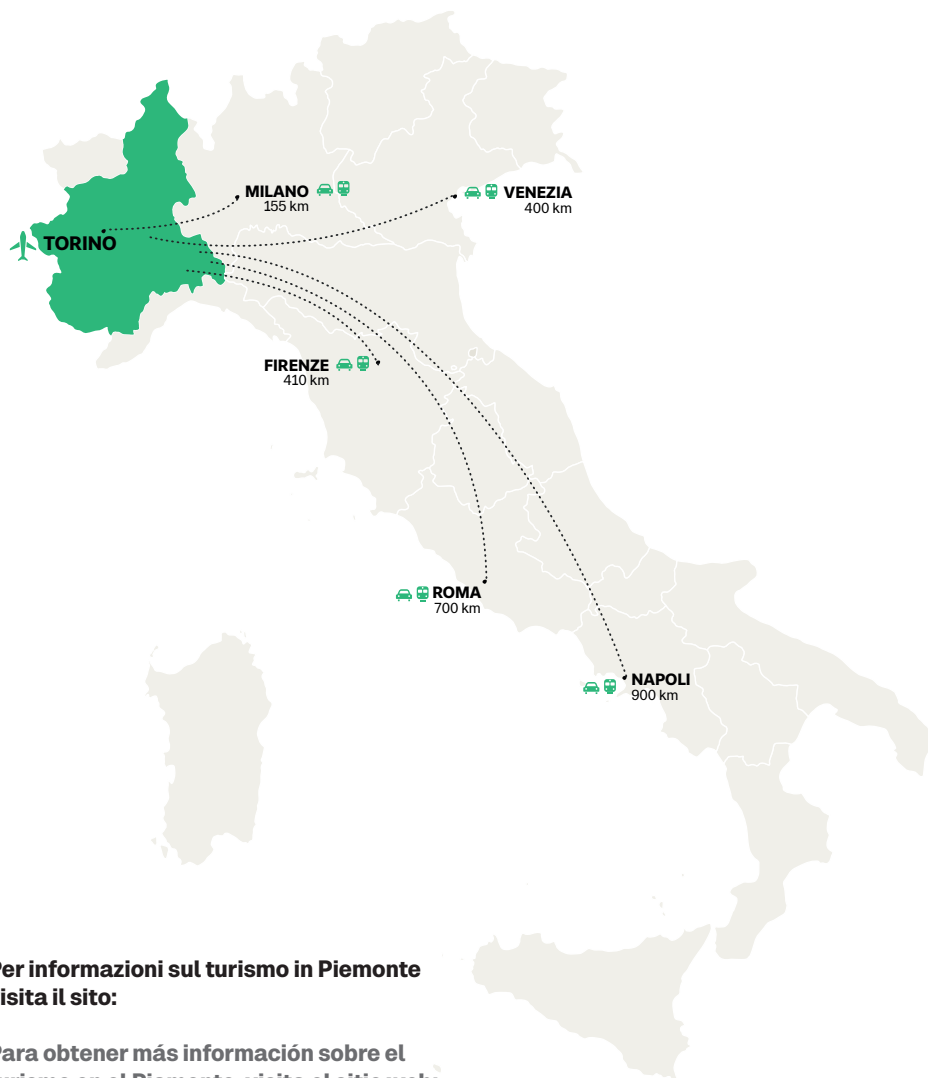 MILANO
155 km
VENEZIA
400 km
TORINO
FIRENZE
410 km
ROMA
700 km
NAPOLI
900 km
er informazioni sul turismo in Piemonte
isita il sito:
ara obtener más información sobre el